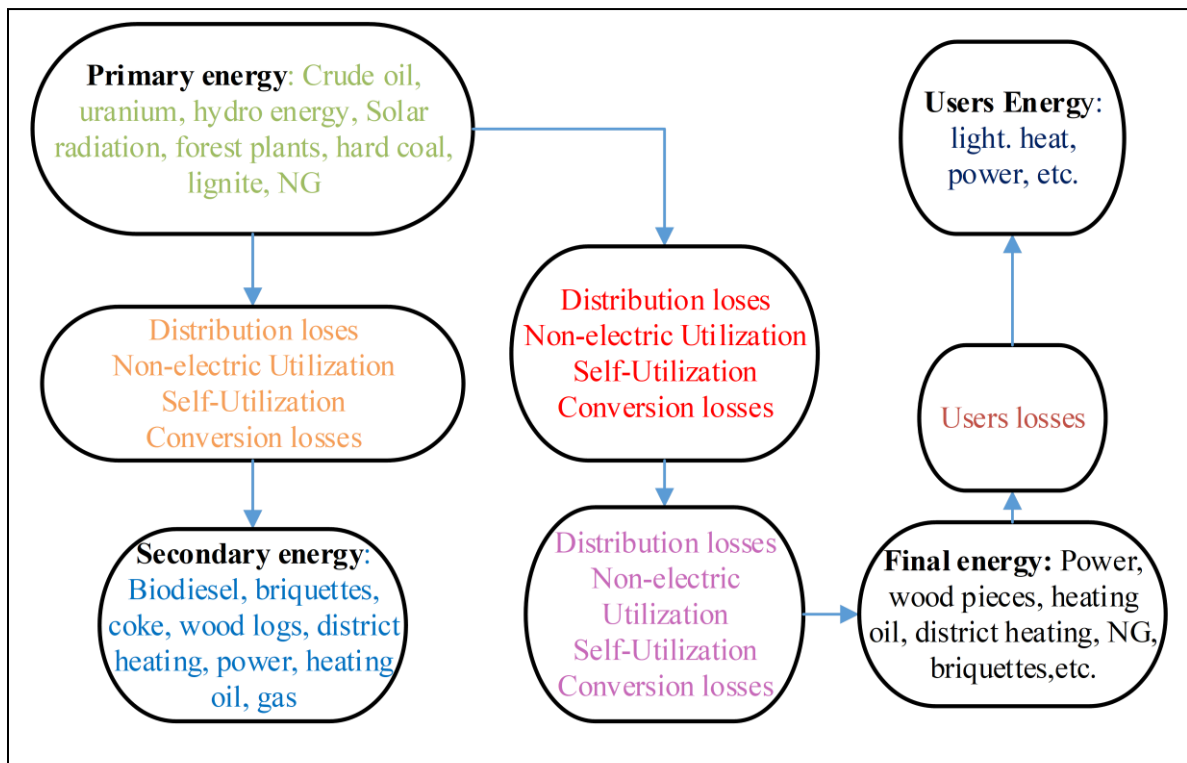 Primary energy: Crude oil,
uranium, hydro energy, Solar
radiation, forest plants, hard coal,
lignite, NG
Distribution loses
Non-electric Utilization
Self-Utilization
Conversion losses
Secondary energy:
Biodiesel, briquettes,
coke, wood logs, district
heating, power, heating
oil, gas
Distribution loses
Non-electric Utilization
Self-Utilization
Conversion losses
Distribution losses
Non-electric
Utilization
Self-Utilization
Conversion losses
Final energy: Power,
wood pieces, heating
oil, district heating, NG,
briquettes,etc.
Users losses
Users Energy:
light. heat,
power, etc.